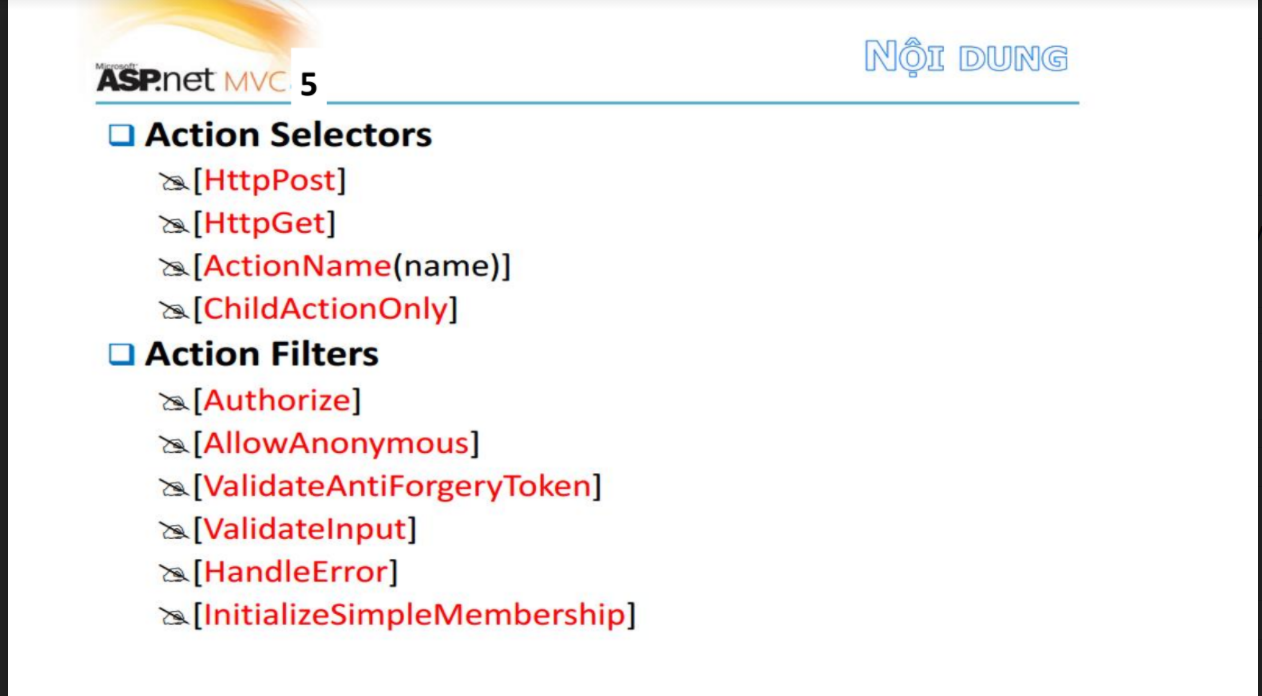 Microsoft
ASP.net MVC 5
NỘI DUNG
Action Selectors
[HttpPost]
[HttpGet]
[ActionName(name)]
[ChildActionOnly]
Action Filters
[Authorize]
[AllowAnonymous]
[ValidateAntiForgeryToken]
[ValidateInput]
[HandleError]
[InitializeSimpleMembership]